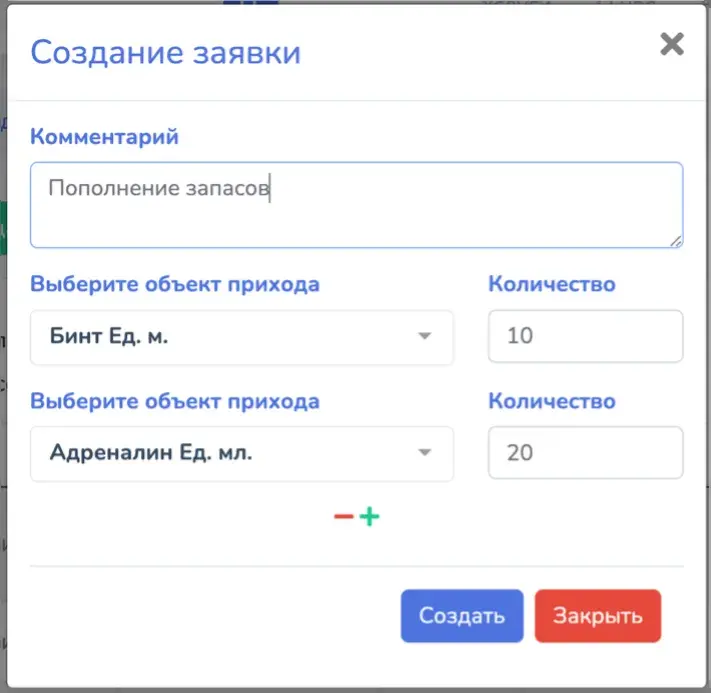 Создание заявки
Комментарий
Пополнение запасов
Выберите объект прихода Количество
Бинт Ед. м. 10
Выберите объект прихода Количество
Адреналин Ед. мл. 20
Создать Закрыть